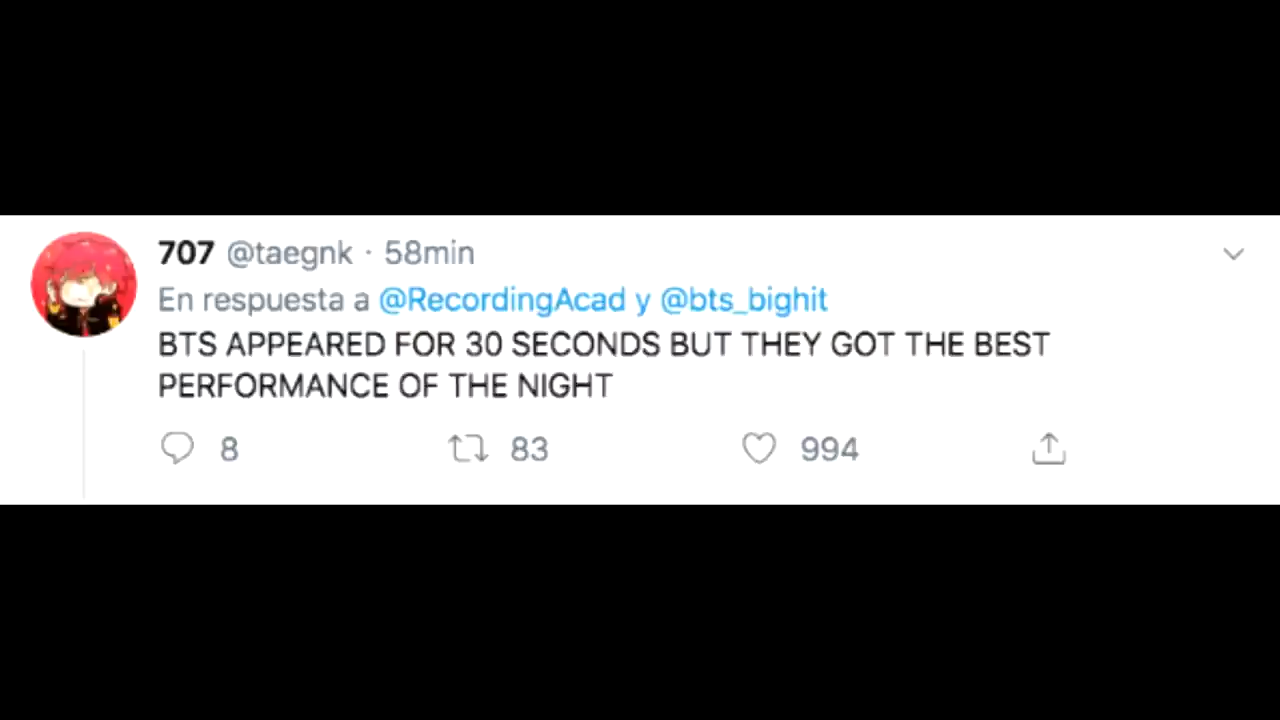 707 @taegnk · 58min
En respuesta a @RecordingAcad y @bts_bighit
BTS APPEARED FOR 30 SECONDS BUT THEY GOT THE BEST
PERFORMANCE OF THE NIGHT
8 83 994